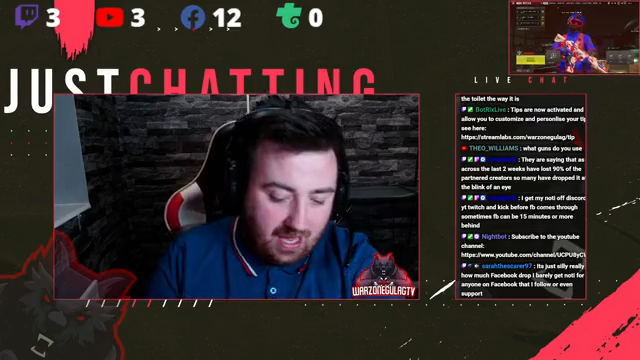 3
3
12
0
JUSTCHATTING
LIVE CHAT
the toilet the way it is
BotRixLive : Tips are now activated and
allow you to customize and personlise your tip
see here:
https://streamlabs.com/warzonegulag/tip
THEO_WILLIAMS : what guns do you use
: They are saying that as
across the last 2 weeks have lost 90% of the
partnered creators so many have dropped it at
the blink of an eye
: I get my noti off discord
yt twitch and kick before fb comes through
sometimes fb can be 15 minutes or more
behind
Nightbot : Subscribe to the youtube
channel:
https://www.youtube.com/channel/UCPU8yCV
sarahthescarer97 : Its just silly really
how much Facebook drop I barely get noti for
anyone on Facebook that I follow or even
support
WARZONEGULAGTV